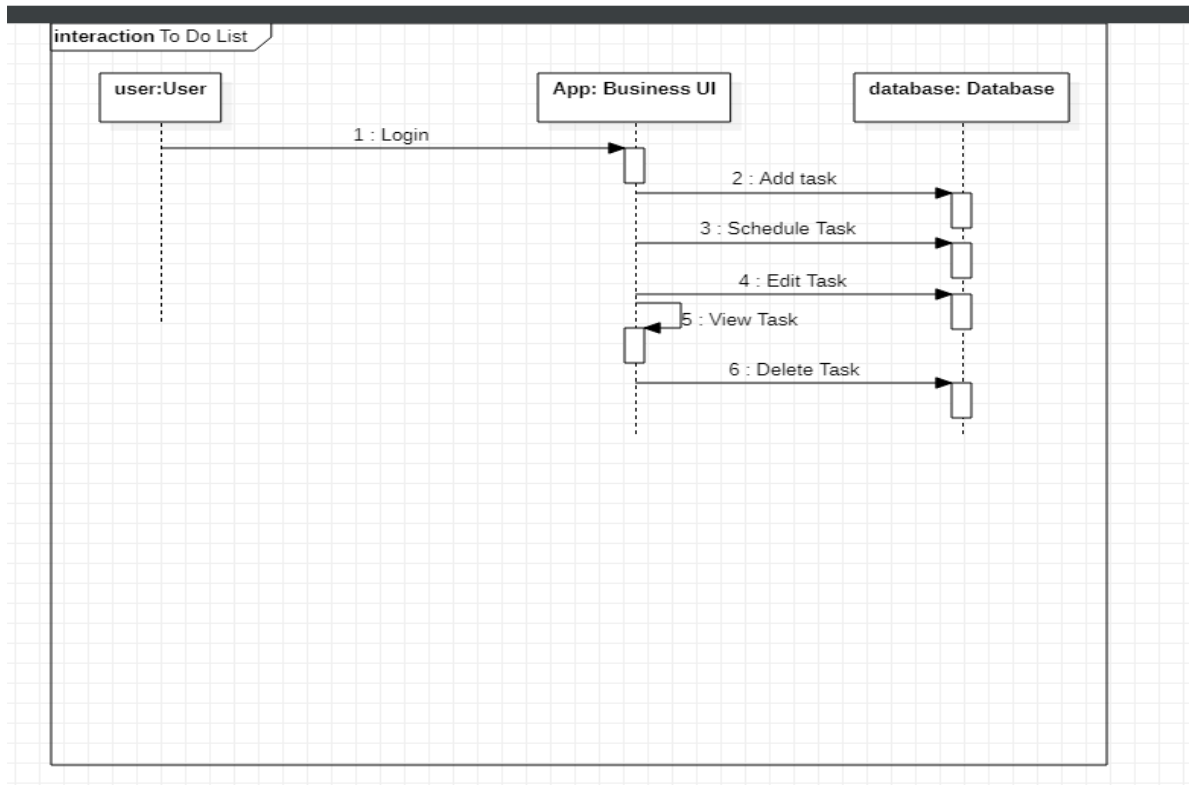 interaction To Do List
user:User
App: Business UI
database: Database
1 : Login
2 : Add task
3 : Schedule Task
4 : Edit Task
5 : View Task
6 : Delete Task